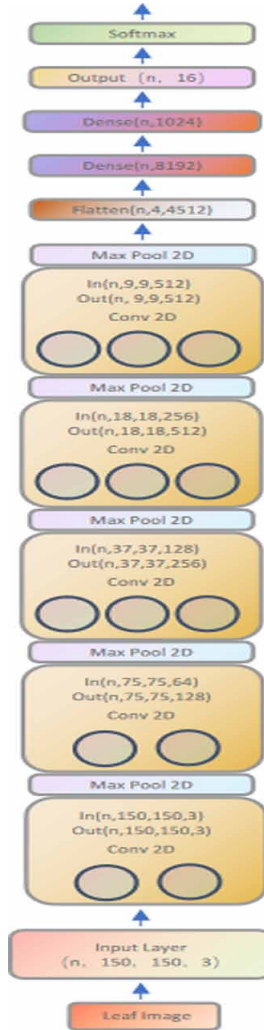 Softmax
Output (n, 16)
Dense(n,1024)
Dense(n,8192)
Flatten(n,4,4512)
Max Pool 2D
In(n,9,9,512)
Out(n, 9,9,512)
Conv 2D
Max Pool 2D
In(n,18,18,256)
Out(n,18,18,512)
Conv 2D
Max Pool 2D
In(n,37,37,128)
Out(n,37,37,256)
Conv 2D
Max Pool 2D
In(n,75,75,64)
Out(n,75,75,128)
Conv 2D
Max Pool 2D
In(n,150,150,3)
Out(n,150,150,3)
Conv 2D
Input Layer
(n, 150, 150, 3)
Leaf Image